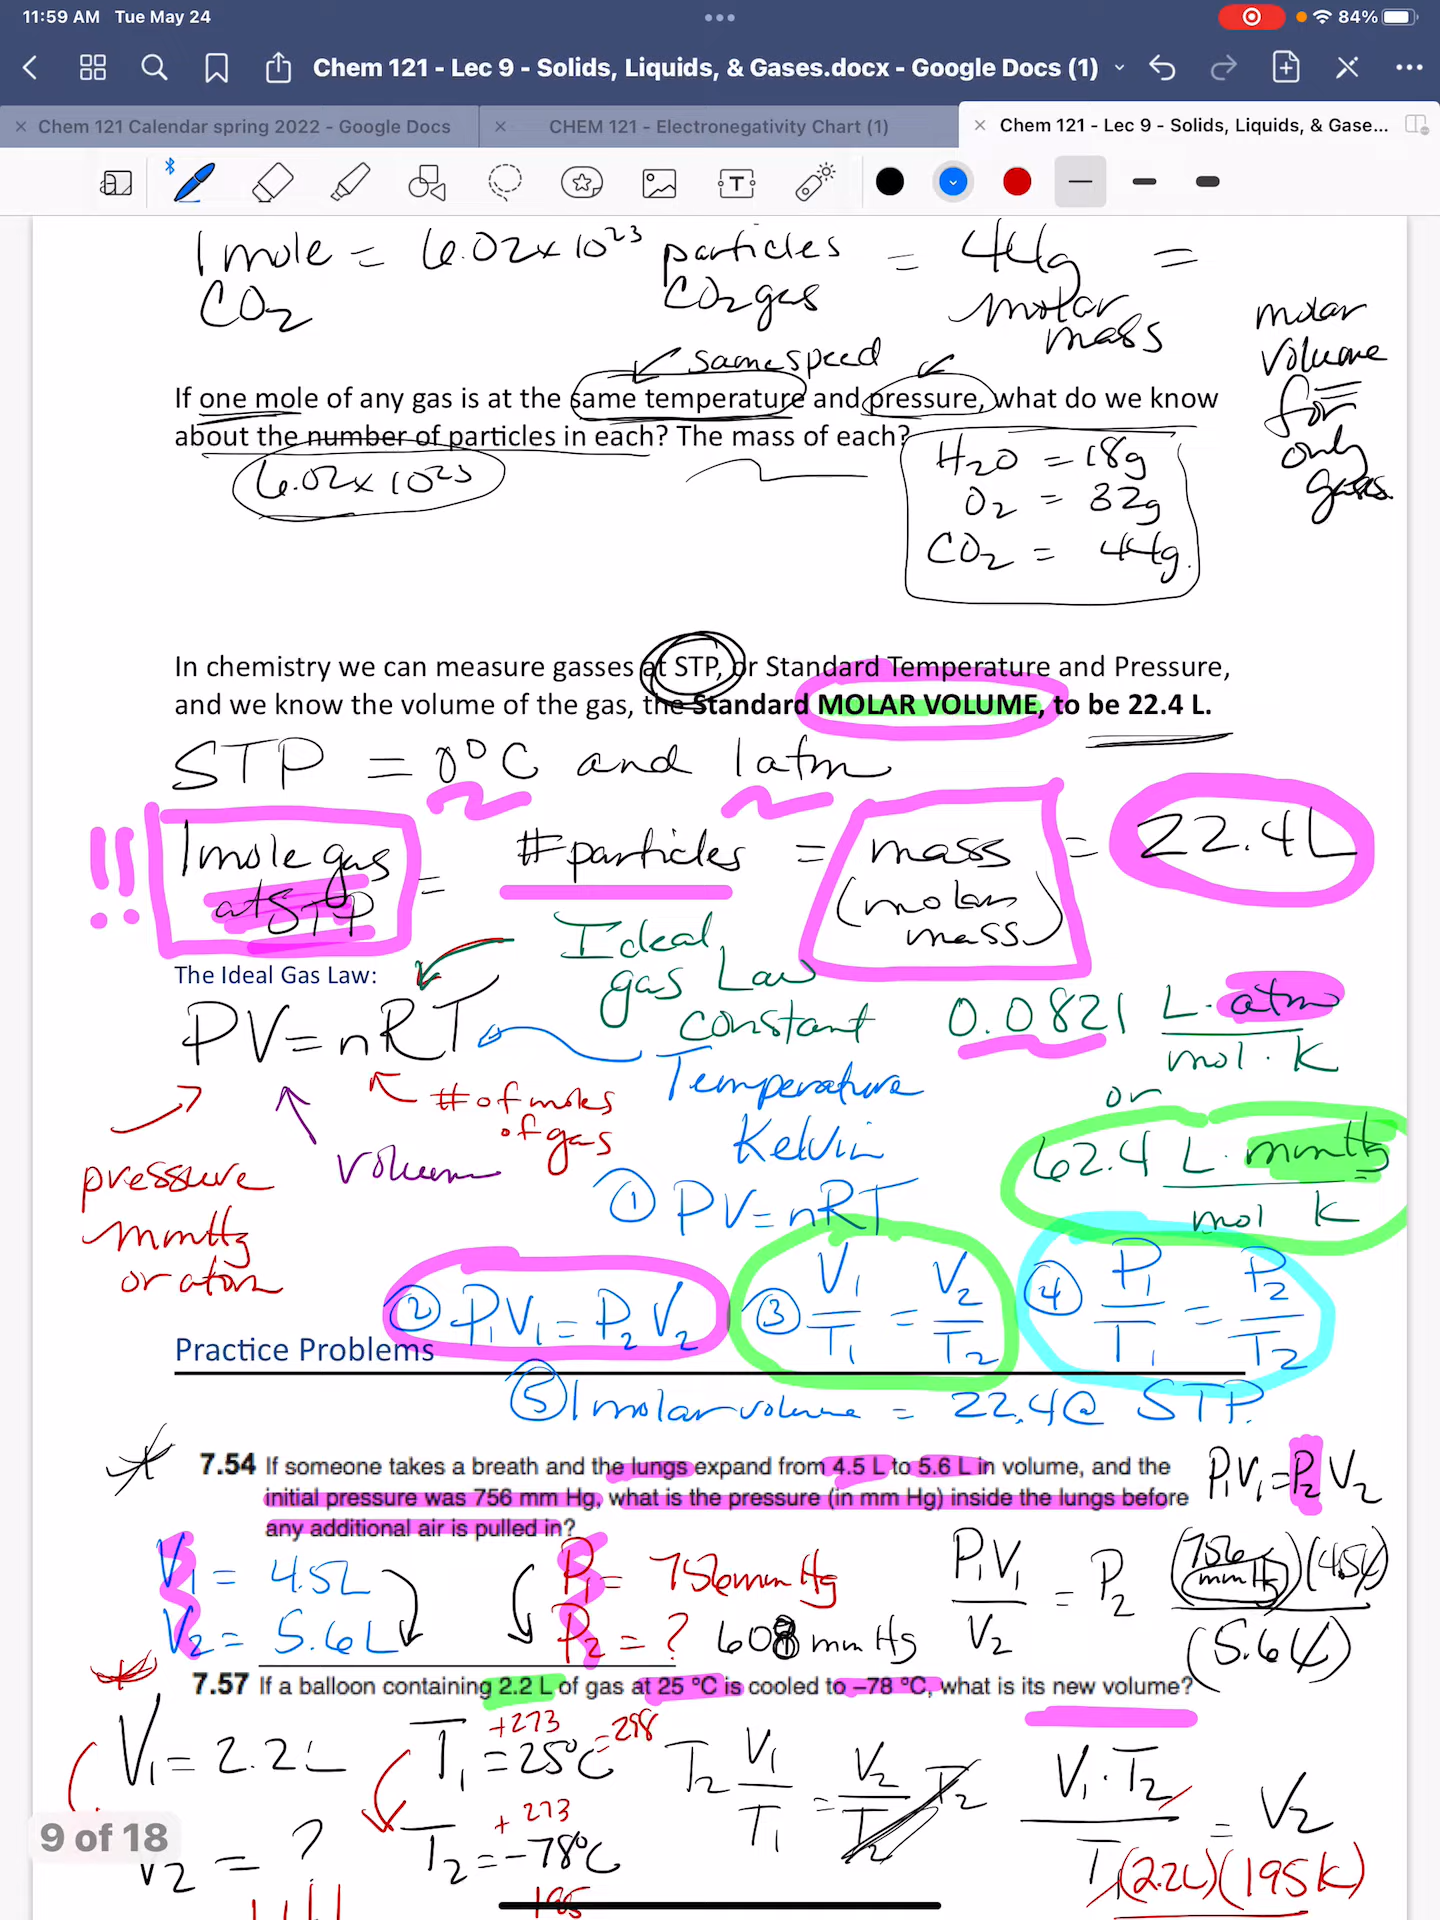 11:59 AM Tue May 24
84%
Chem 121 - Lec 9 - Solids, Liquids, & Gases.docx - Google Docs (1)
Chem 121 Calendar spring 2022 - Google Docs
CHEM 121 - Electronegativity Chart (1)
Chem 121 - Lec 9 - Solids, Liquids, & Gase...
1 mole = 6.02 x 10²³ particles = 44g =
CO₂ CO₂ gas molar mass
molar volume for only gases
same speed
If one mole of any gas is at the same temperature and pressure, what do we know
about the number of particles in each? The mass of each?
6.02 x 10²³
H₂O = 18g
O₂ = 32g
CO₂ = 44g.
In chemistry we can measure gasses at STP, or Standard Temperature and Pressure,
and we know the volume of the gas, the Standard MOLAR VOLUME, to be 22.4 L.
STP = 0°C and 1 atm
!! 1 mole gas at STP = # particles = mass (molar mass) = 22.4L
The Ideal Gas Law:
Ideal gas Law constant
0.0821 L·atm / mol·K
or
62.4 L·mmHg / mol K
PV=nRT
Temperature Kelvin
# of moles of gas
Volume
pressure mmHg or atm
① PV=nRT
② P₁V₁=P₂V₂
③ V₁/T₁ = V₂/T₂
④ P₁/T₁ = P₂/T₂
Practice Problems
⑤ 1 molar volume = 22.4 @ STP.
7.54 If someone takes a breath and the lungs expand from 4.5 L to 5.6 L in volume, and the
initial pressure was 756 mm Hg, what is the pressure (in mm Hg) inside the lungs before
any additional air is pulled in?
P₁V₁=P₂V₂
V₁ = 4.5L
V₂ = 5.6L
P₁ = 756mm Hg
P₂ = ? 608 mm Hg
P₁V₁/V₂ = P₂
(756 mmHg)(4.5L)/(5.6L)
7.57 If a balloon containing 2.2 L of gas at 25 °C is cooled to –78 °C, what is its new volume?
V₁ = 2.2L
V₂ = ?
+273
T₁ = 25°C = 298
+273
T₂ = -78°C
195
T₂ V₁/T₁ = V₂/T₂ T₂
V₁·T₂/T₁ = V₂
(2.2L)(195K)
9 of 18